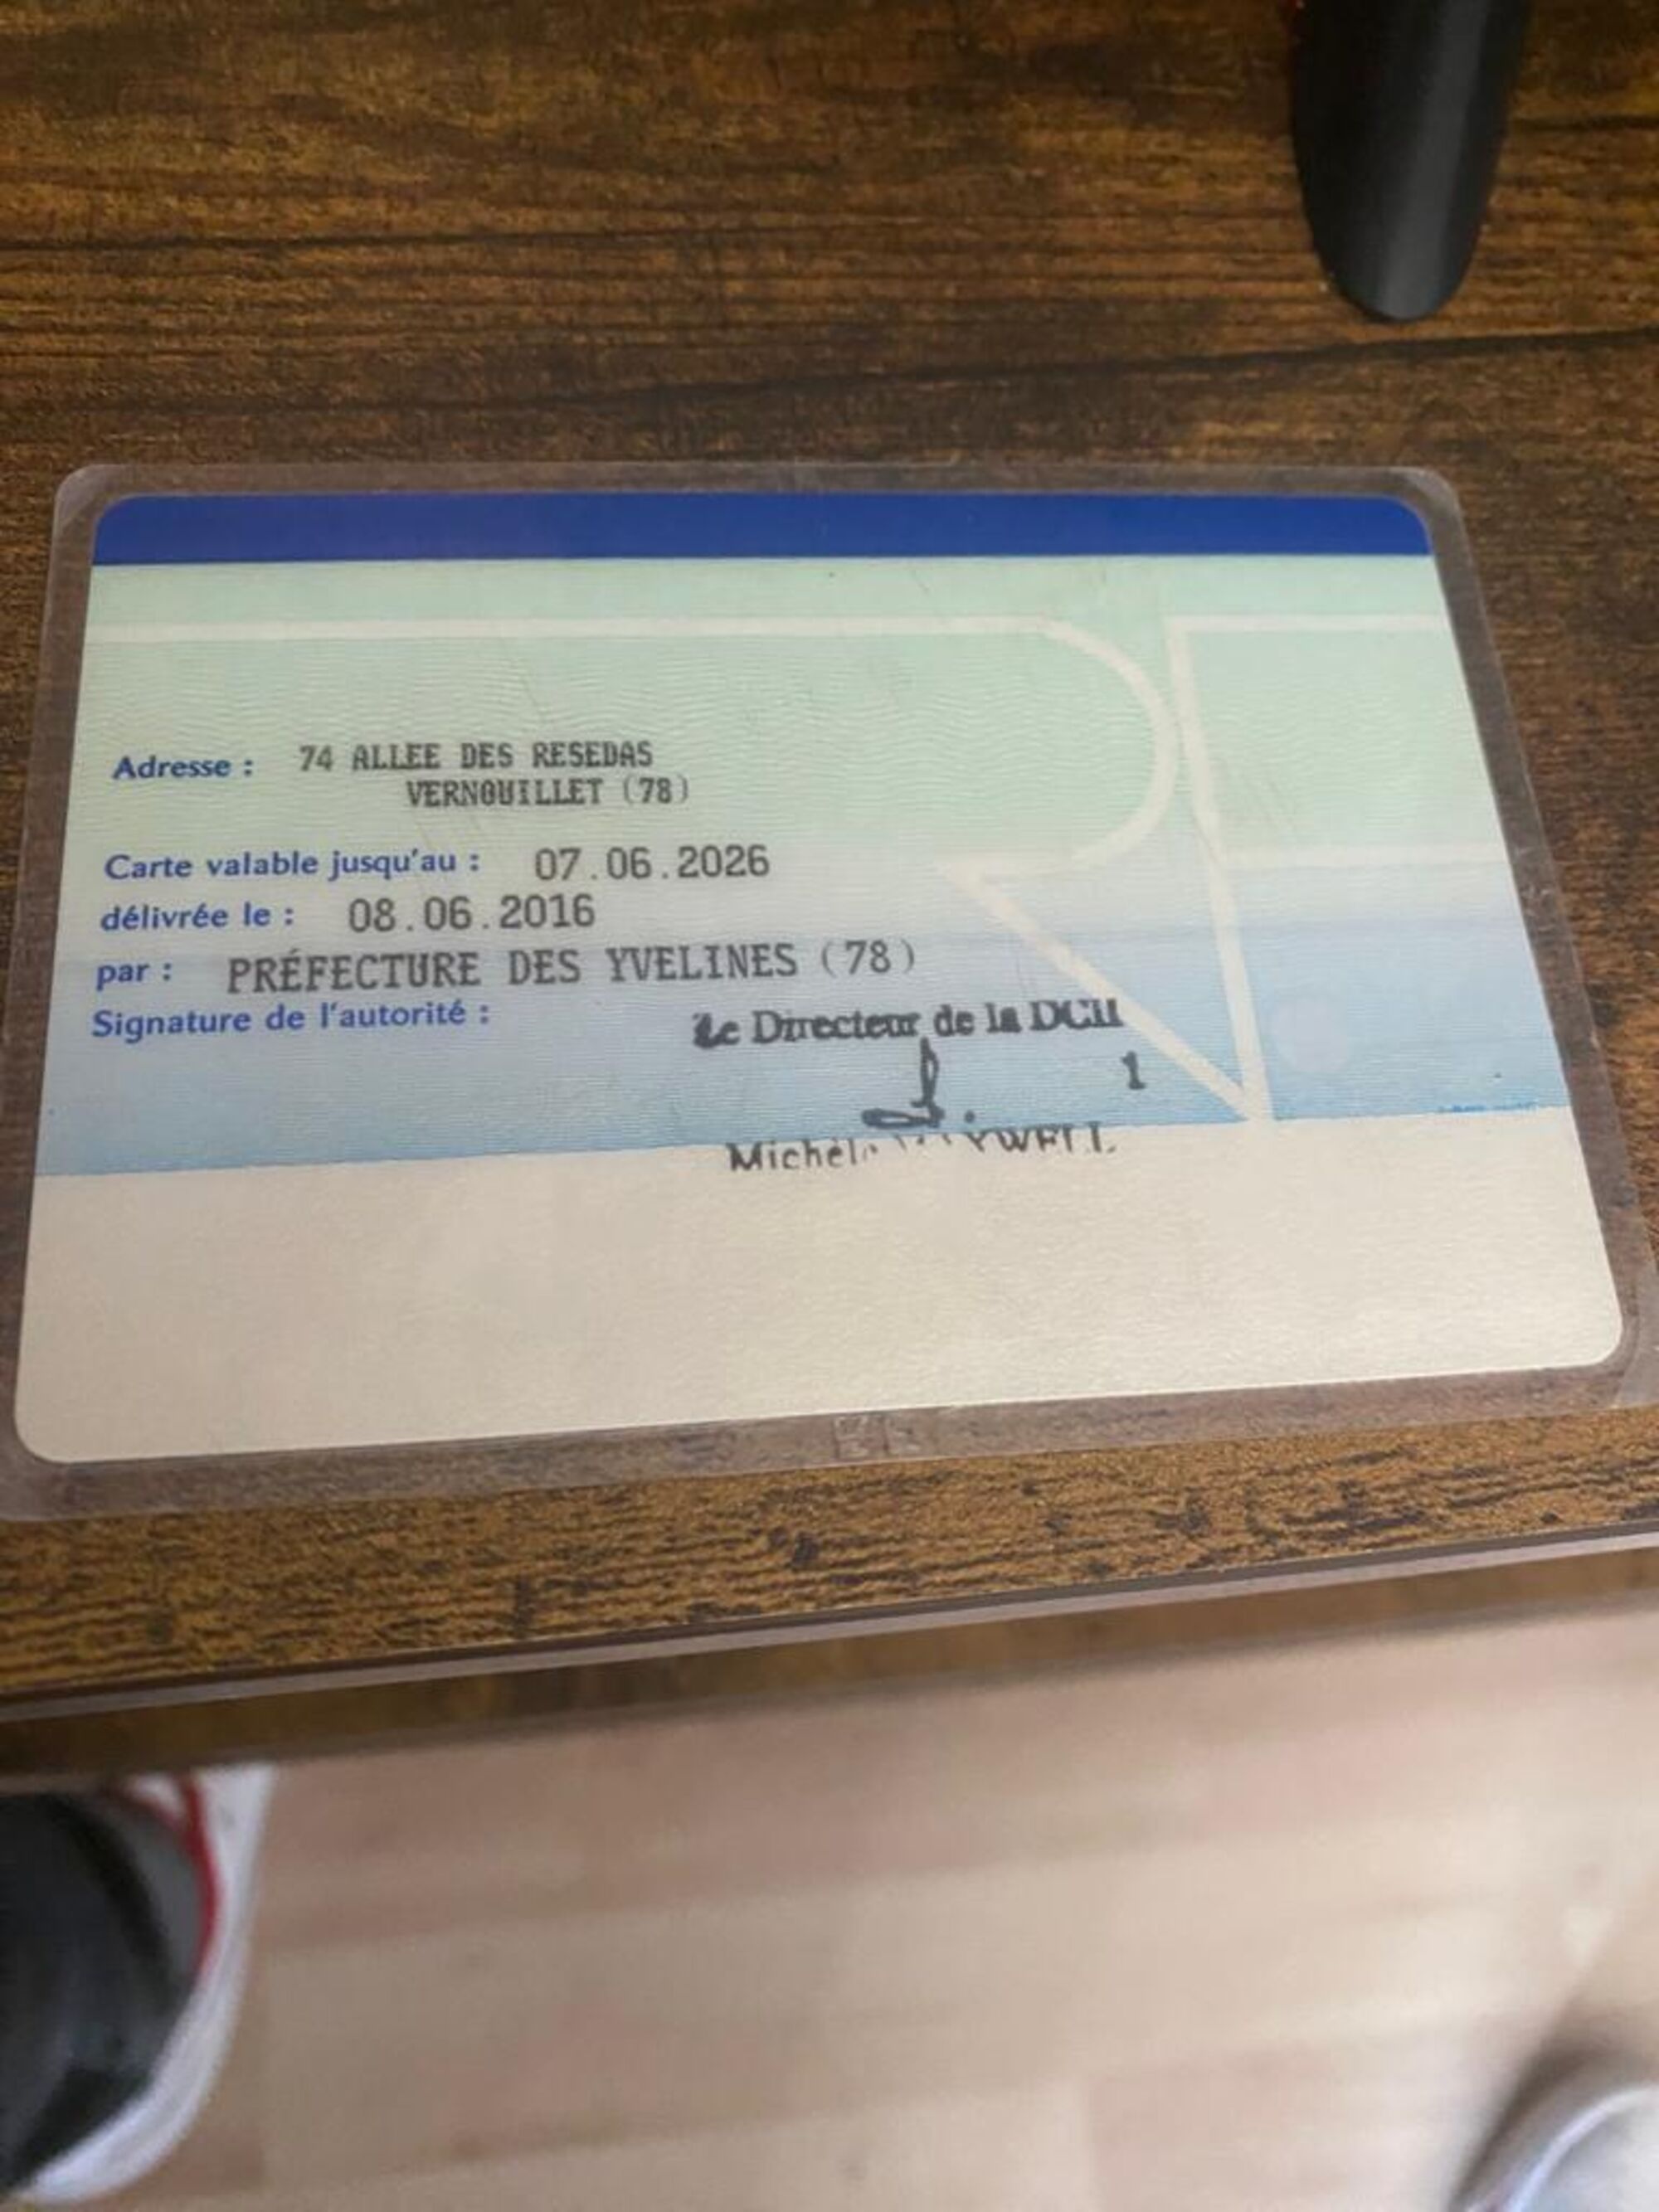 Adresse : 74 ALLEE DES RESEDAS
VERNOUILLET (78)
Carte valable jusqu'au : 07.06.2026
délivrée le : 08.06.2016
par : PRÉFECTURE DES YVELINES (78)
Signature de l'autorité :
Le Directeur de la DCII
1